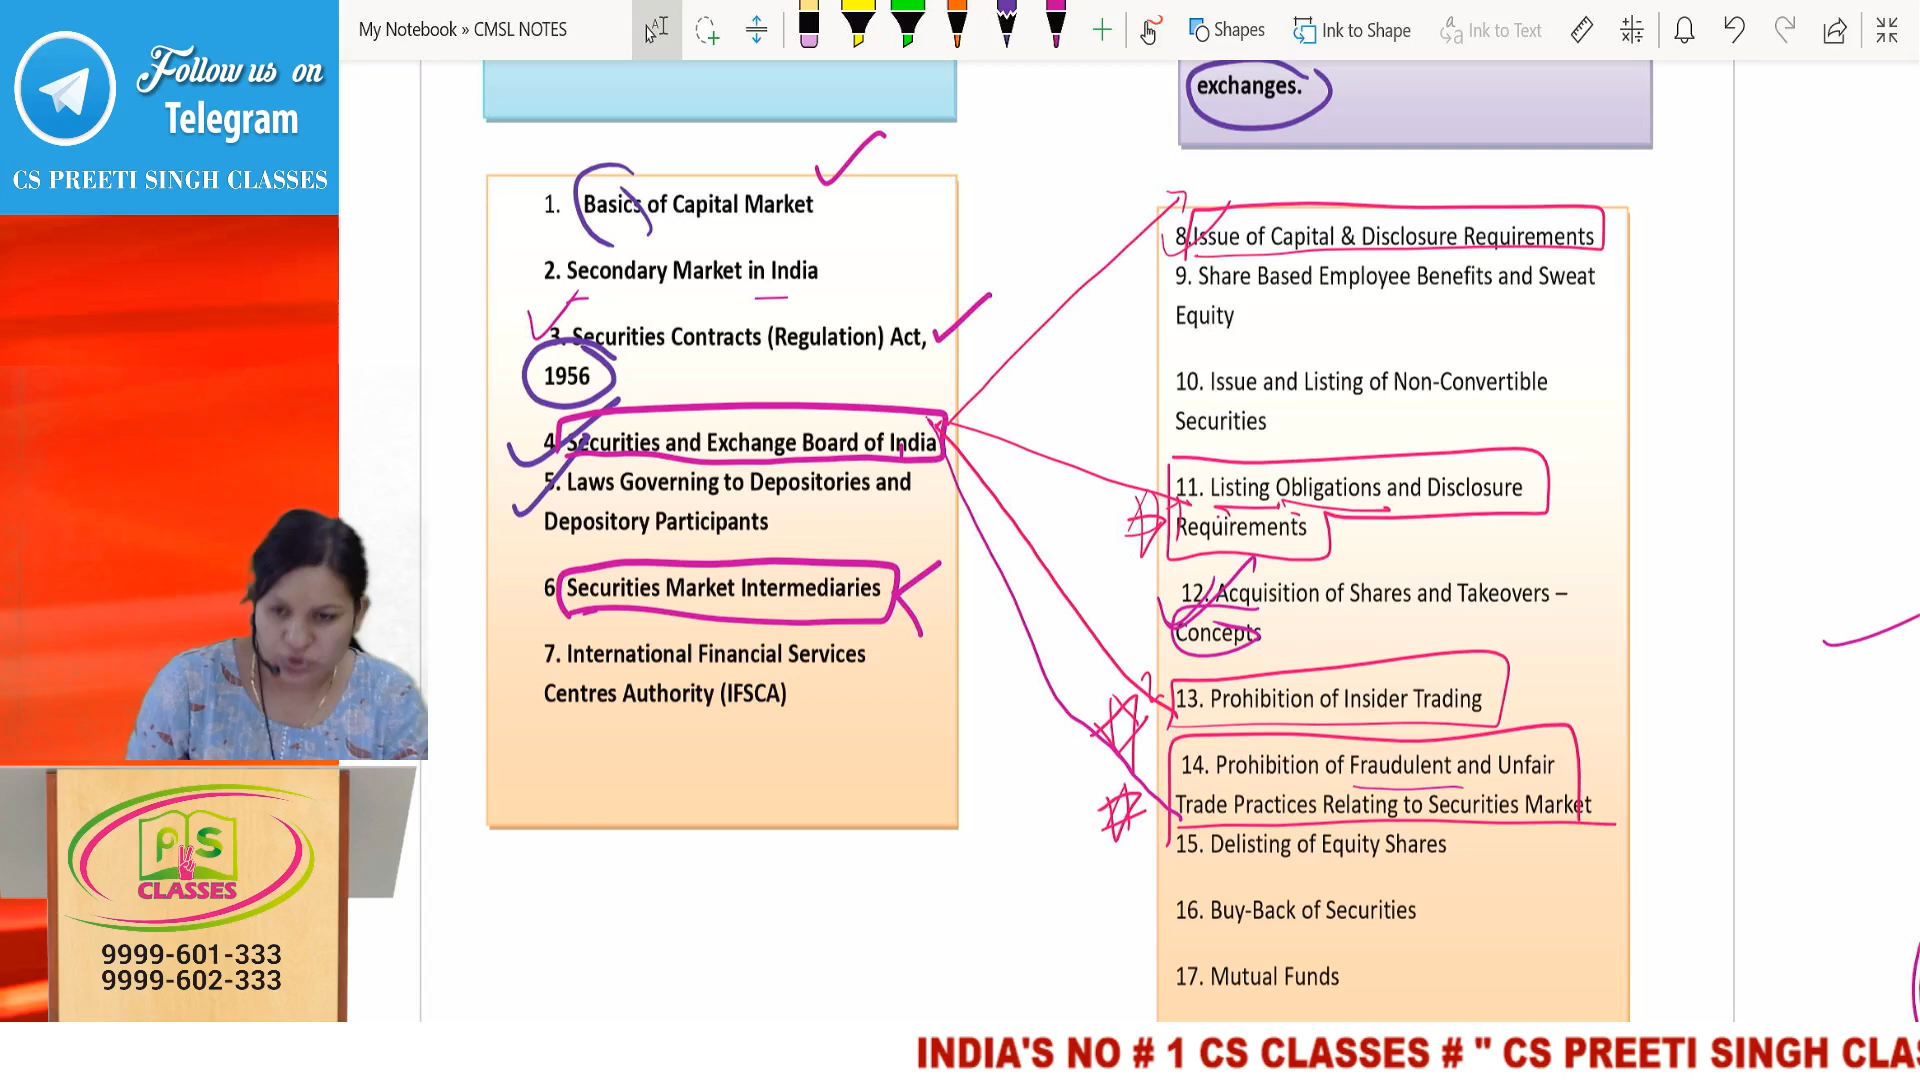 Follow us on
Telegram
CS PREETI SINGH CLASSES
My Notebook » CMSL NOTES
Shapes
Ink to Shape
Ink to Text
exchanges.
1. Basics of Capital Market
2. Secondary Market in India
3. Securities Contracts (Regulation) Act,
1956
4. Securities and Exchange Board of India
5. Laws Governing to Depositories and
Depository Participants
6 Securities Market Intermediaries
7. International Financial Services
Centres Authority (IFSCA)
8. Issue of Capital & Disclosure Requirements
9. Share Based Employee Benefits and Sweat
Equity
10. Issue and Listing of Non-Convertible
Securities
11. Listing Obligations and Disclosure
Requirements
12. Acquisition of Shares and Takeovers –
Concepts
13. Prohibition of Insider Trading
14. Prohibition of Fraudulent and Unfair
Trade Practices Relating to Securities Market
15. Delisting of Equity Shares
16. Buy-Back of Securities
17. Mutual Funds
PS
CLASSES
9999-601-333
9999-602-333
INDIA'S NO # 1 CS CLASSES # " CS PREETI SINGH CLAS